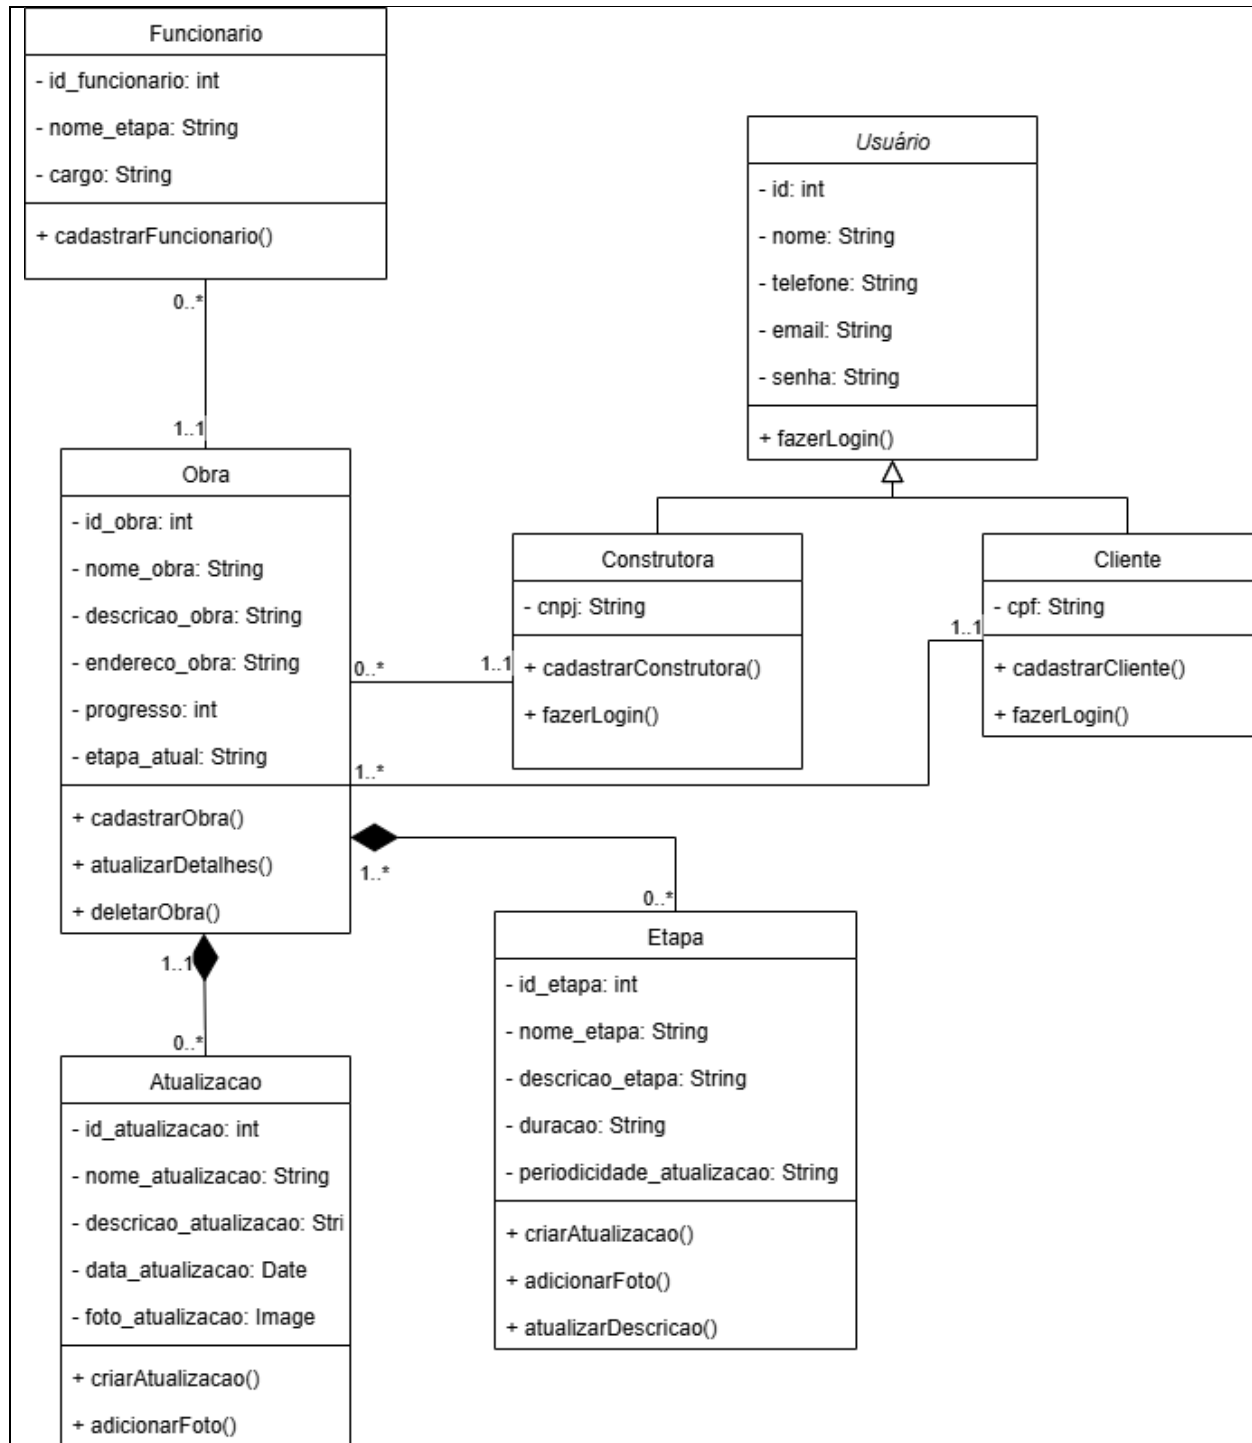 Funcionario
- id_funcionario: int
- nome_etapa: String
- cargo: String
+ cadastrarFuncionario()
0..*
1..1
Usuário
- id: int
- nome: String
- telefone: String
- email: String
- senha: String
+ fazerLogin()
Obra
- id_obra: int
- nome_obra: String
- descricao_obra: String
- endereco_obra: String
- progresso: int
- etapa_atual: String
+ cadastrarObra()
+ atualizarDetalhes()
+ deletarObra()
0..*
1..1
Construtora
- cnpj: String
+ cadastrarConstrutora()
+ fazerLogin()
1..1
Cliente
- cpf: String
+ cadastrarCliente()
+ fazerLogin()
1..*
1..*
0..*
Etapa
- id_etapa: int
- nome_etapa: String
- descricao_etapa: String
- duracao: String
- periodicidade_atualizacao: String
+ criarAtualizacao()
+ adicionarFoto()
+ atualizarDescricao()
1..1
0..*
Atualizacao
- id_atualizacao: int
- nome_atualizacao: String
- descricao_atualizacao: Stri
- data_atualizacao: Date
- foto_atualizacao: Image
+ criarAtualizacao()
+ adicionarFoto()